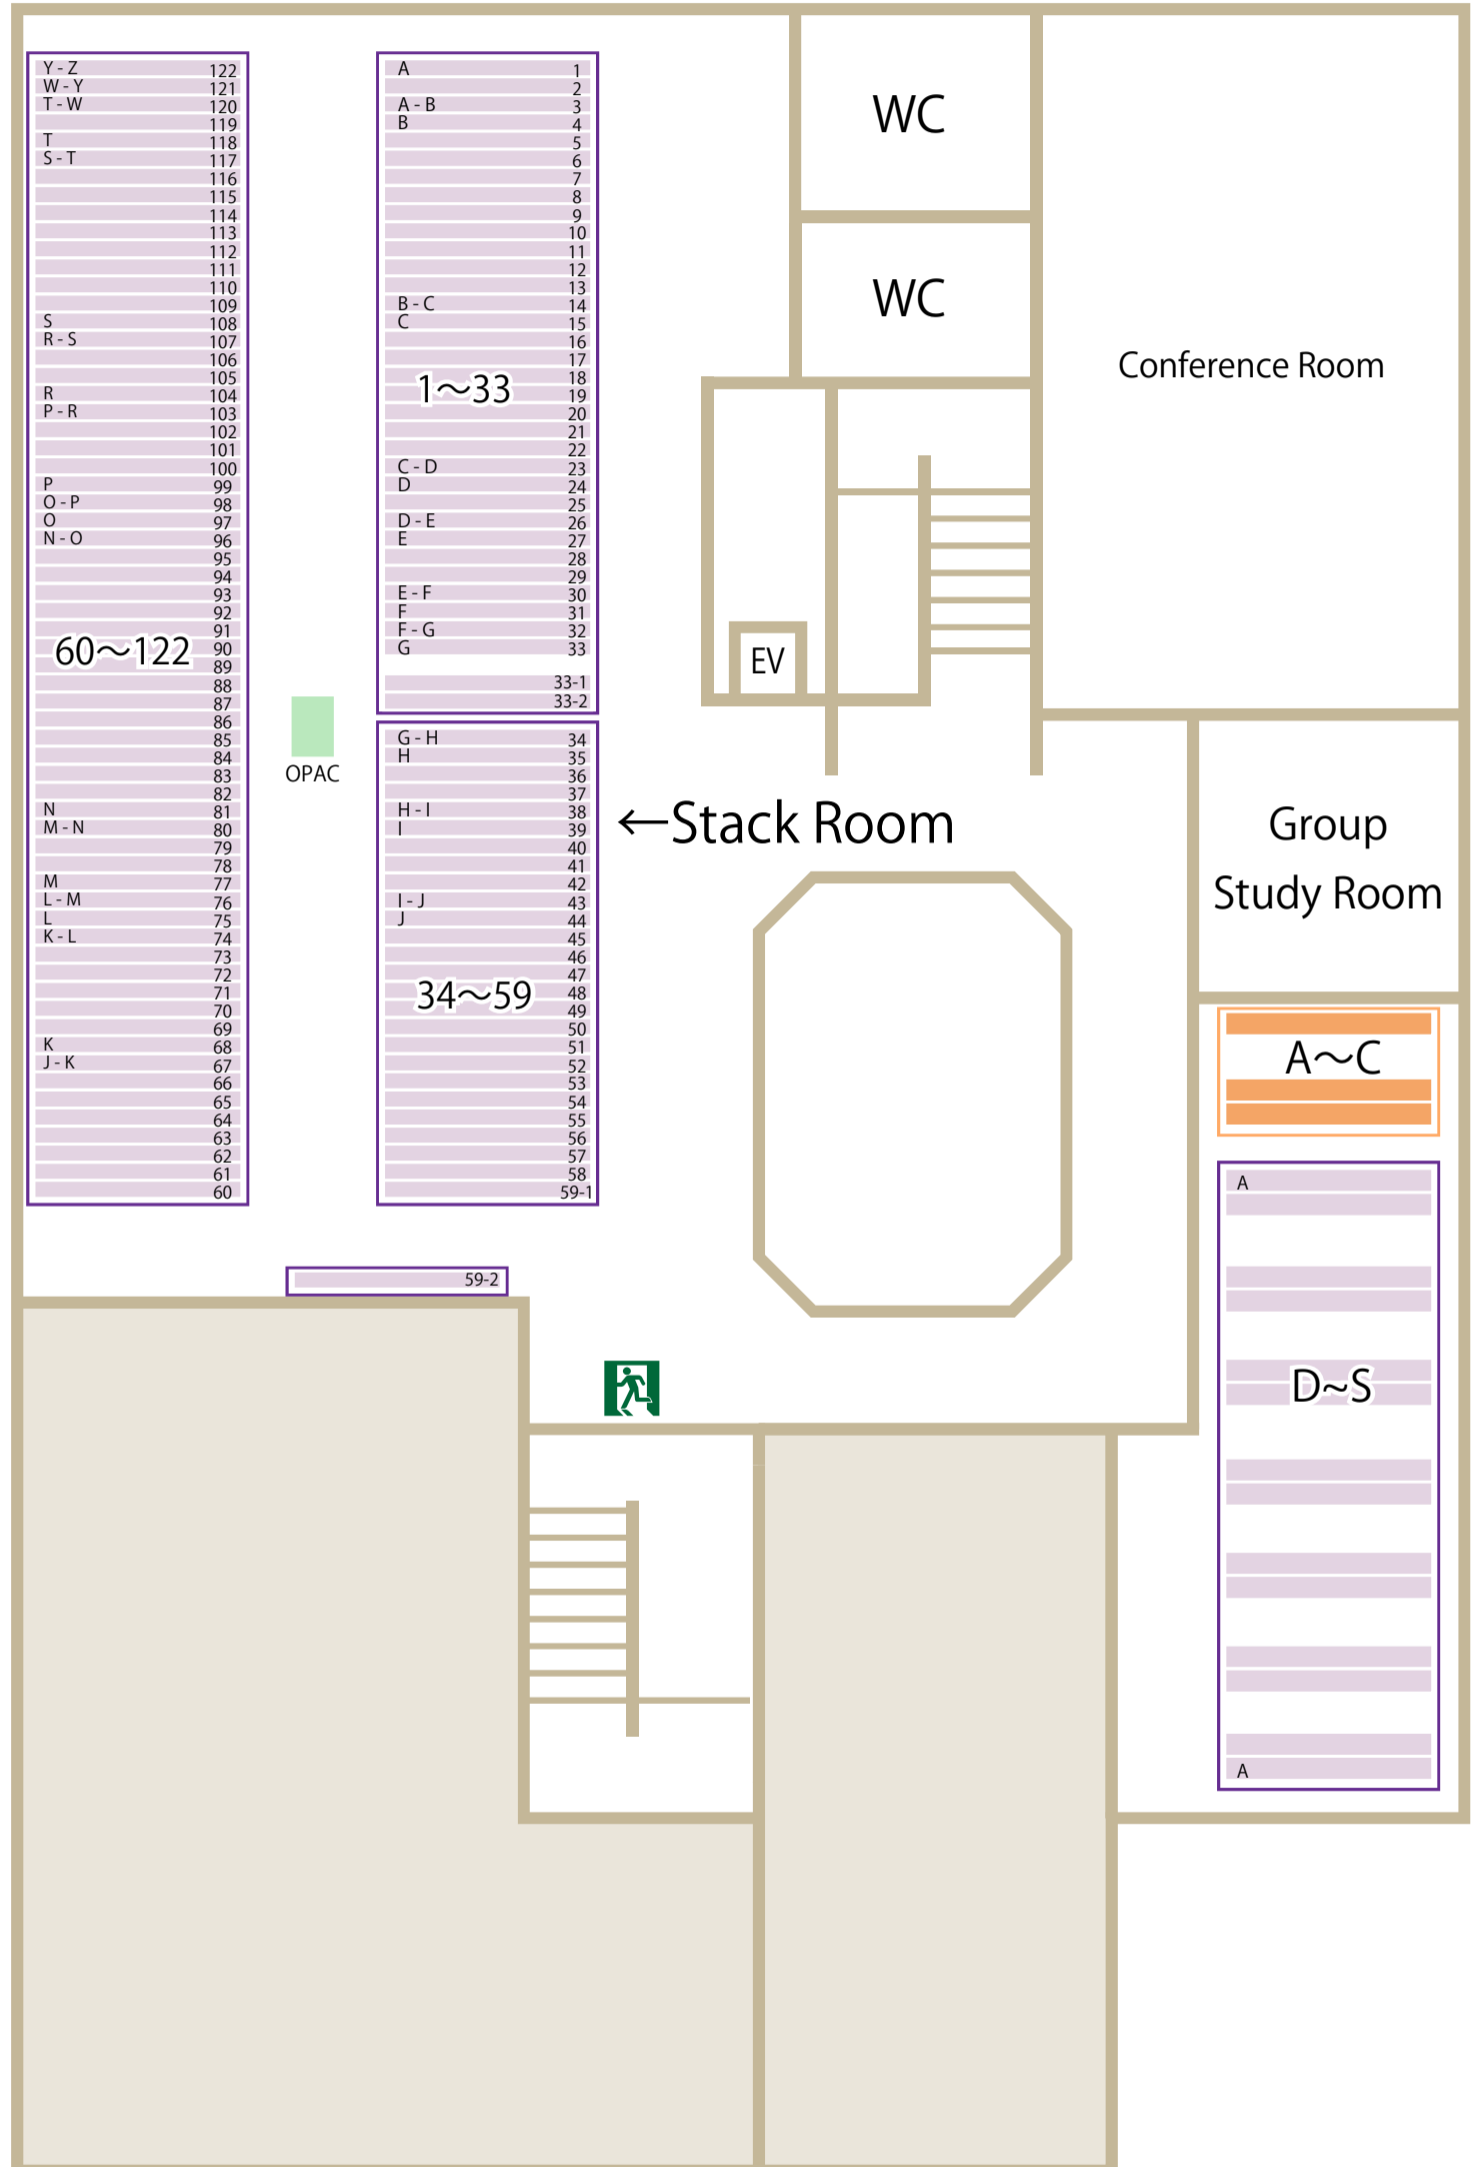 Y - Z 122
W - Y 121
T - W 120
119
T 118
S - T 117
116
115
114
113
112
111
110
109
S 108
R - S 107
106
105
R 104
P - R 103
102
101
100
P 99
O - P 98
O 97
N - O 96
95
94
93
92
91
60～122 90
89
88
87
86
85
84
83
82
N 81
M - N 80
79
78
M 77
L - M 76
L 75
K - L 74
73
72
71
70
69
K 68
J - K 67
66
65
64
63
62
61
60
OPAC
A 1
2
A - B 3
B 4
5
6
7
8
9
10
11
12
13
B - C 14
C 15
16
17
18
1～33 19
20
21
22
C - D 23
D 24
25
D - E 26
E 27
28
29
E - F 30
F 31
F - G 32
G 33
33-1
33-2
G - H 34
H 35
36
37
H - I 38
I 39
40
41
42
I - J 43
J 44
45
46
47
34～59 48
49
50
51
52
53
54
55
56
57
58
59-1
59-2
←Stack Room
WC
WC
EV
Conference Room
Group
Study Room
A～C
A
D~S
A